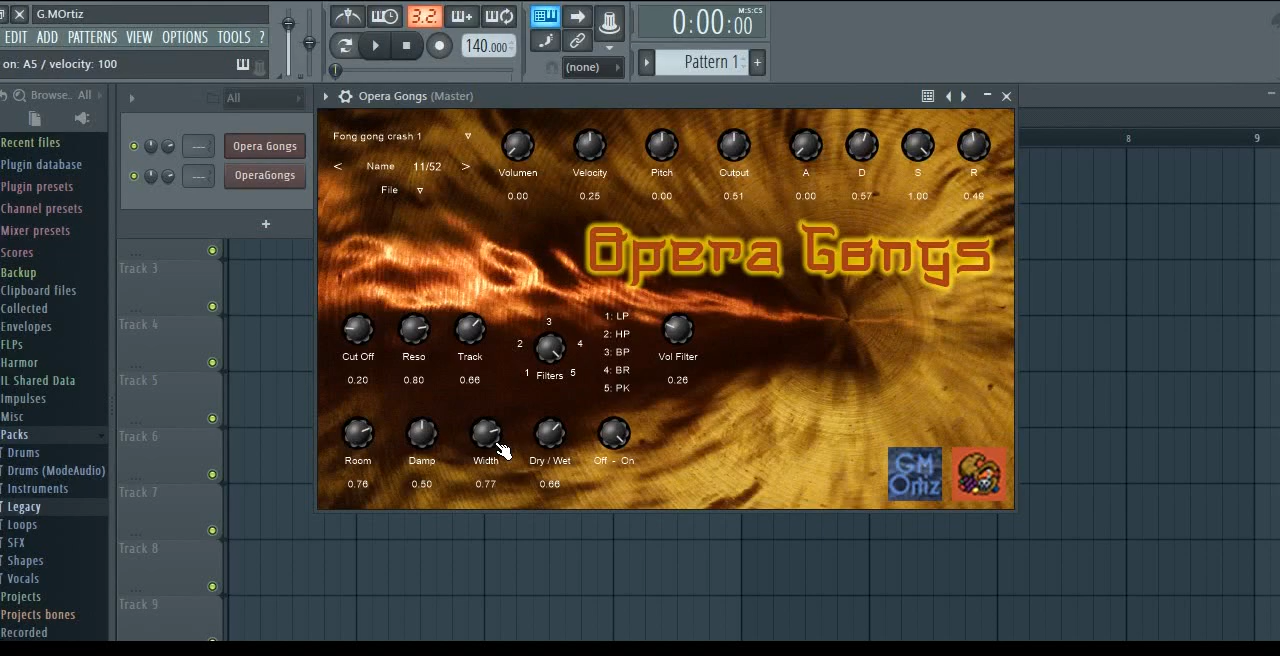 G.MOrtiz
EDIT ADD PATTERNS VIEW OPTIONS TOOLS ?
on: A5 / velocity: 100
3.2
140.000
(none)
0:00:00
M:S:CS
Pattern 1
Browse.. All
Recent files
Plugin database
Plugin presets
Channel presets
Mixer presets
Scores
Backup
Clipboard files
Collected
Envelopes
FLPs
Harmor
IL Shared Data
Impulses
Misc
Packs
Drums
Drums (ModeAudio)
Instruments
Legacy
Loops
SFX
Shapes
Vocals
Projects
Projects bones
Recorded
All
--- Opera Gongs
--- OperaGongs
+
Track 3
Track 4
Track 5
Track 6
Track 7
Track 8
Track 9
8 9
Opera Gongs (Master)
Fong gong crash 1
< Name 11/52 >
File
Volumen Velocity Pitch Output A D S R
0.00 0.25 0.00 0.51 0.00 0.57 1.00 0.49
Opera Gongs
Cut Off Reso Track
0.20 0.80 0.66
1 2 3 4 5
Filters
1: LP
2: HP
3: BP
4: BR
5: PK
Vol Filter
0.26
Room Damp Width Dry / Wet Off - On
0.76 0.50 0.77 0.66
GM
Ortiz